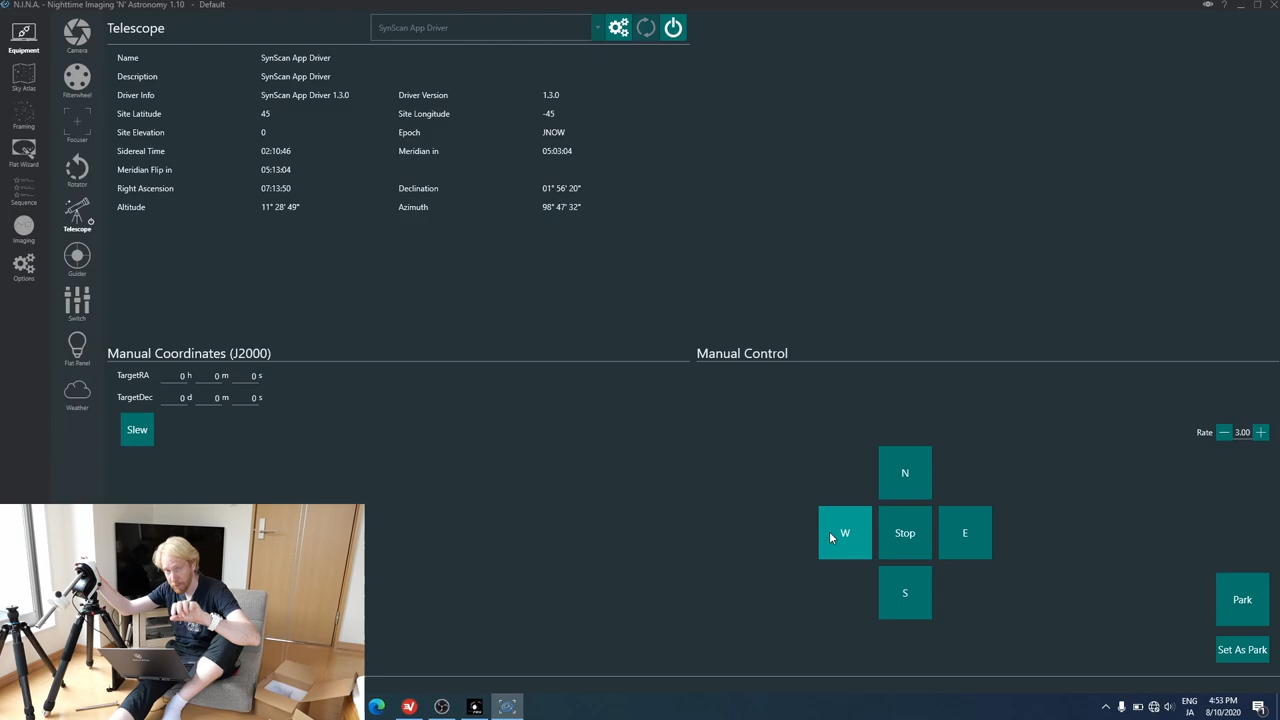 N.I.N.A. - Nighttime Imaging 'N' Astronomy 1.10 - Default
Equipment
Sky Atlas
Framing
Flat Wizard
Sequence
Imaging
Options
Camera
Filterwheel
Focuser
Rotator
Telescope
Guider
Switch
Flat Panel
Weather
Telescope
SynScan App Driver
Name SynScan App Driver
Description SynScan App Driver
Driver Info SynScan App Driver 1.3.0 Driver Version 1.3.0
Site Latitude 45 Site Longitude -45
Site Elevation 0 Epoch JNOW
Sidereal Time 02:10:46 Meridian in 05:03:04
Meridian Flip in 05:13:04
Right Ascension 07:13:50 Declination 01° 56' 20"
Altitude 11° 28' 49" Azimuth 98° 47' 32"
Manual Coordinates (J2000)
TargetRA 0 h 0 m 0 s
TargetDec 0 d 0 m 0 s
Slew
Manual Control
Rate 3.00
N
W Stop E
S
Park
Set As Park
ENG
JA
4:53 PM
8/10/2020